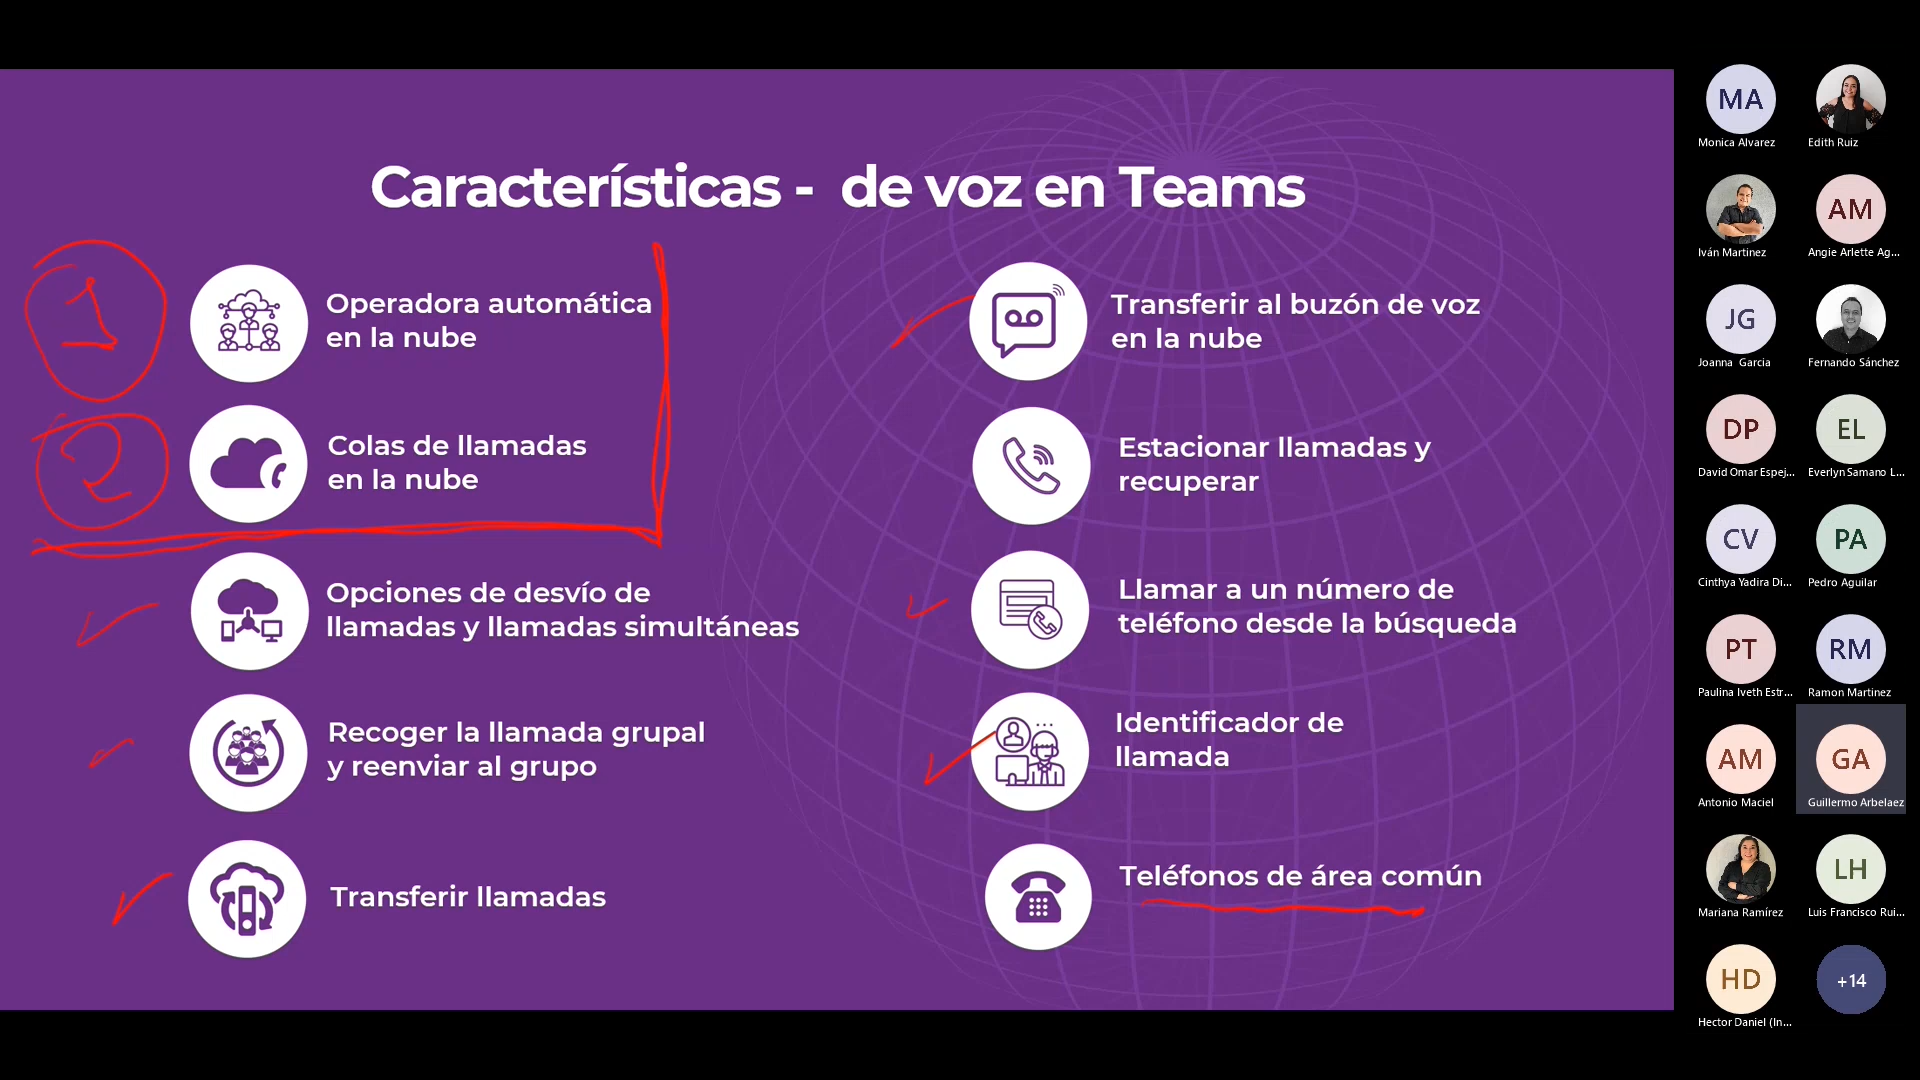 Características -  de voz en Teams
1
Operadora automática
en la nube
2
Colas de llamadas
en la nube
Opciones de desvío de
llamadas y llamadas simultáneas
Recoger la llamada grupal
y reenviar al grupo
Transferir llamadas
Transferir al buzón de voz
en la nube
Estacionar llamadas y
recuperar
Llamar a un número de
teléfono desde la búsqueda
Identificador de
llamada
Teléfonos de área común
MA
Monica Alvarez
Edith Ruiz
Iván Martinez
AM
Angie Arlette Ag...
JG
Joanna  Garcia
Fernando Sánchez
DP
David Omar Espej...
EL
Everlyn Samano L...
CV
Cinthya Yadira Di...
PA
Pedro Aguilar
PT
Paulina Iveth Estr...
RM
Ramon Martinez
AM
Antonio Maciel
GA
Guillermo Arbelaez
Mariana Ramírez
LH
Luis Francisco Rui...
HD
Hector Daniel (In...
+14